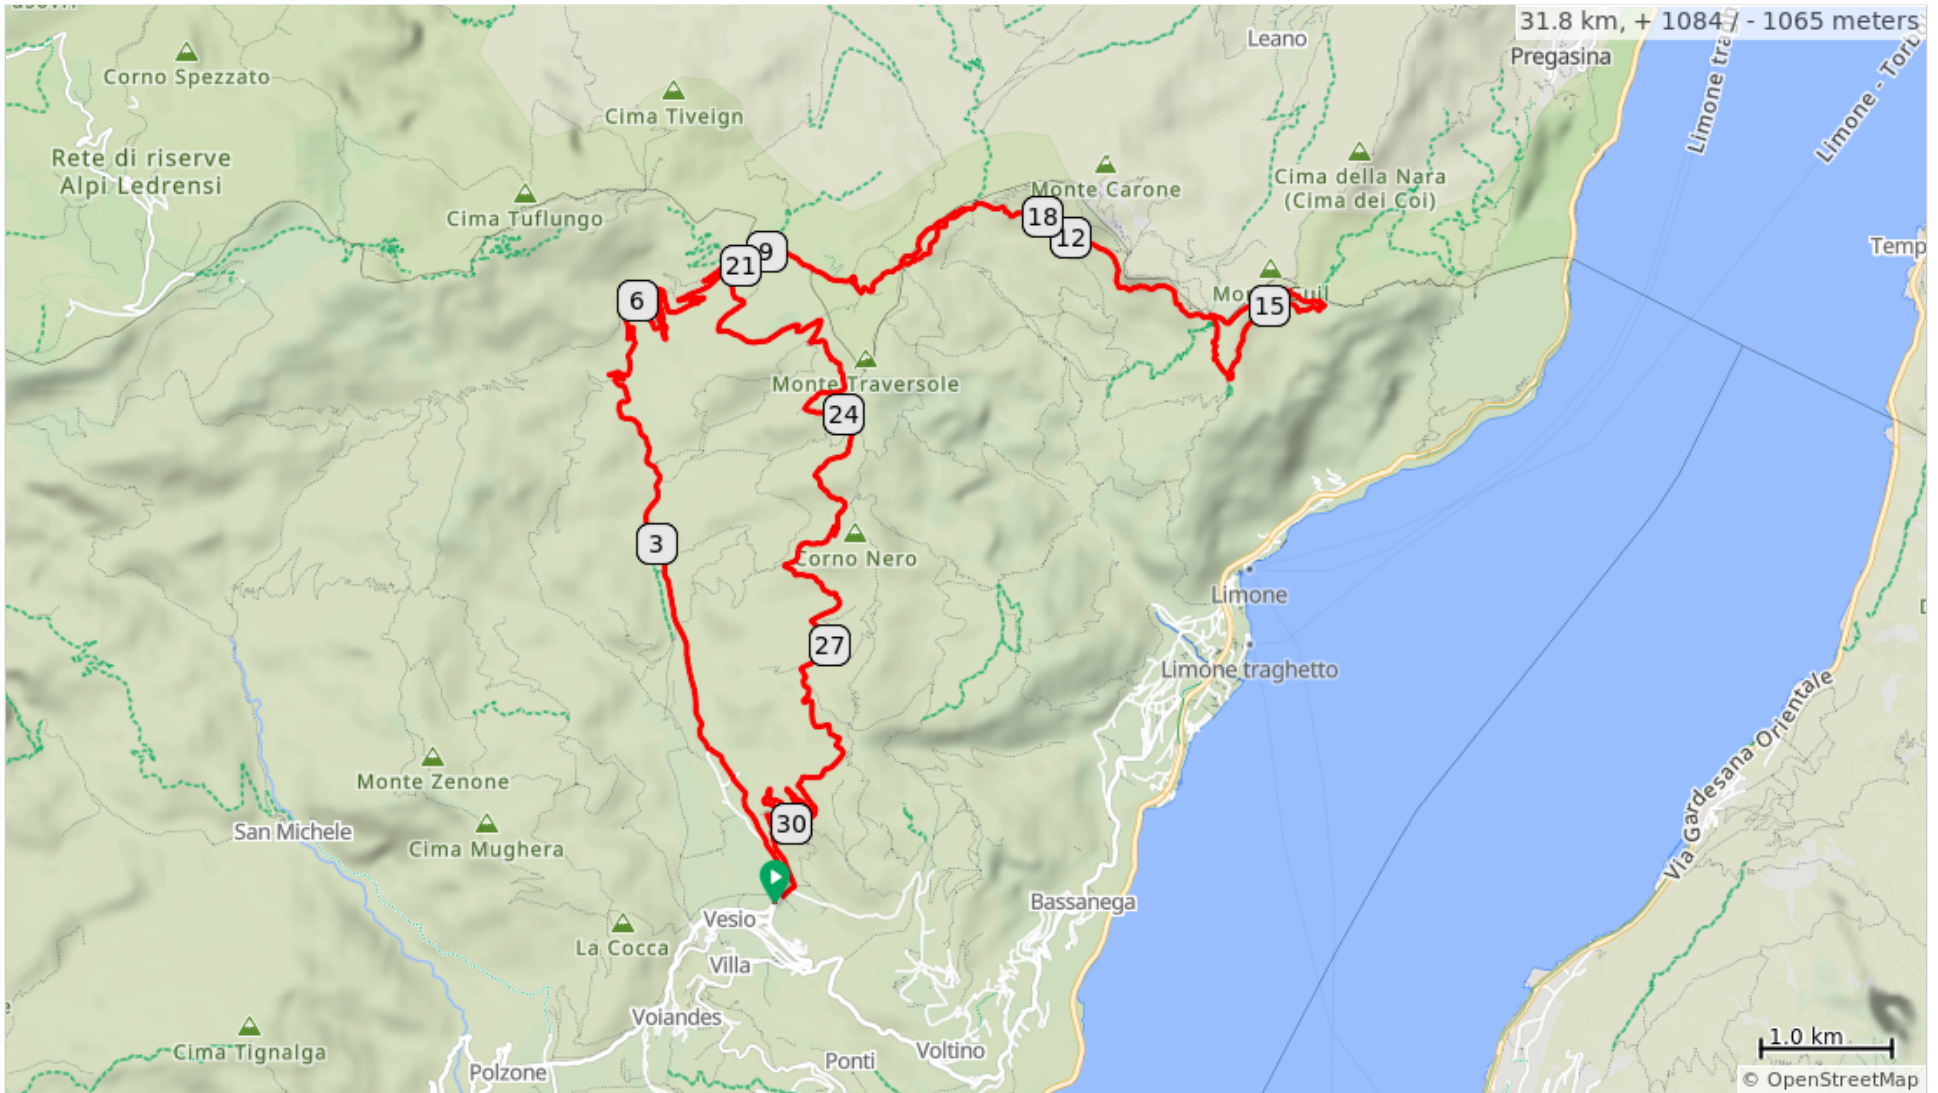 31.8 km, + 1084 / - 1065 meters
Leano
Pregasina
Corno Spezzato
Cima Tiveign
Limone
Limone - Torbo
Rete di riserve
Alpi Ledrensi
Monte Carone
Cima della Nara
(Cima dei Coi)
Cima Tuflungo
18
12
Temp
21
9
6
15
Monte Traversole
24
3
Corno Nero
Limone
27
Limone traghetto
Via Gardesana Orientale
Monte Zenone
San Michele
Cima Mughera
30
Bassanega
Vesio
La Cocca
Villa
Voiandes
Cima Tignalga
Voltino
Ponti
Polzone
1.0 km
© OpenStreetMap